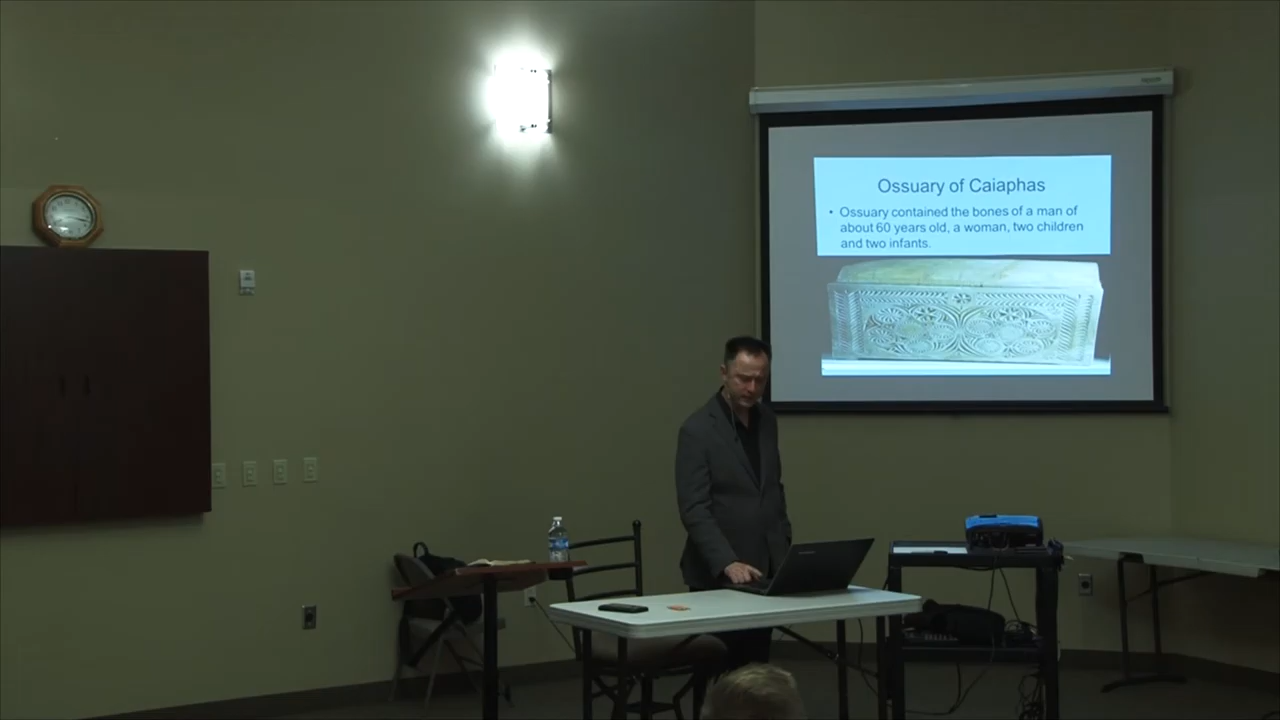 Ossuary of Caiaphas
• Ossuary contained the bones of a man of
about 60 years old, a woman, two children
and two infants.